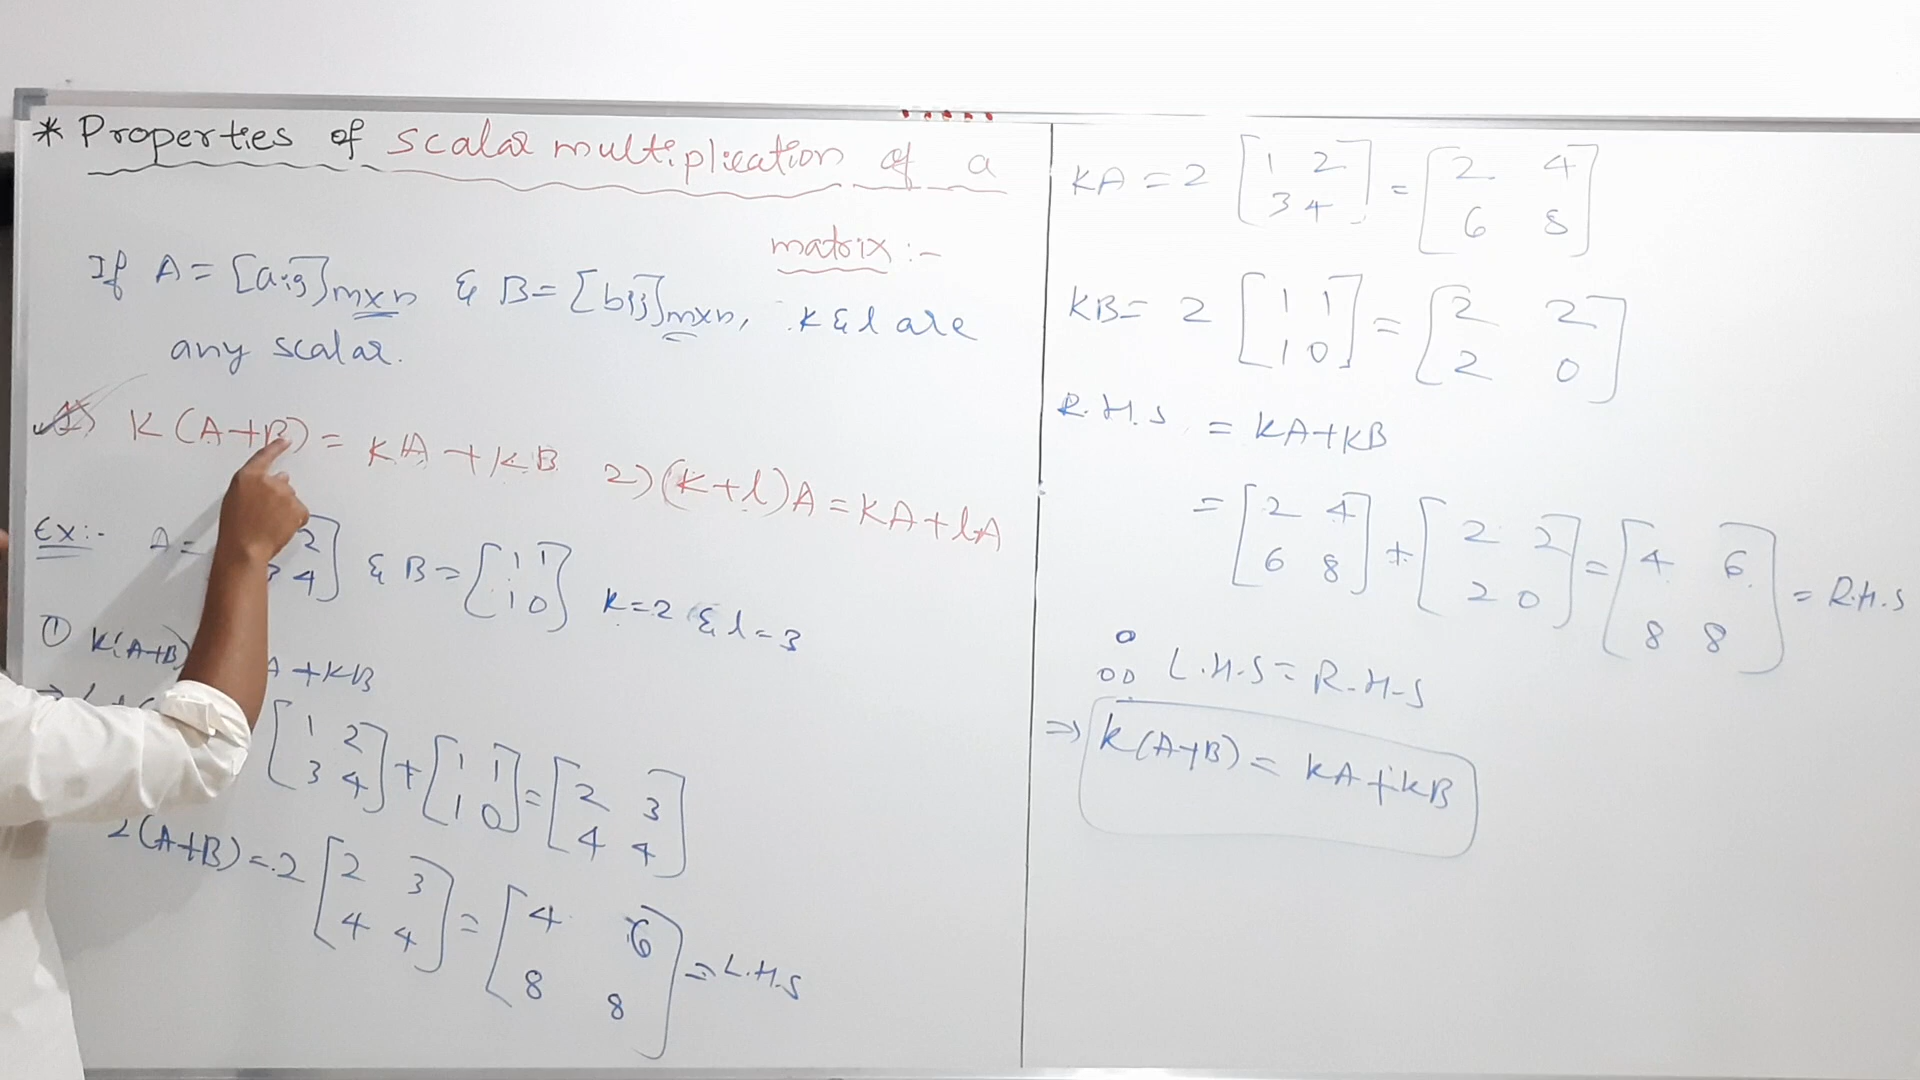 * Properties of scalar multiplication of a
matrix :-
If A = [aij]m×n & B = [bij]m×n, k & l are
any scalar.
1) K(A+B) = KA + KB 2) (K+l)A = KA + lA
Ex:- A = 2 & B = [1 1 K=2 & l=3
3 4] 1 0]
① K(A+B) A + KB
[1 2 + [1 1 = [2 3
3 4] 1 0] 4 4]
2(A+B) = 2 [2 3 = [4 6 = L.H.S
4 4] 8 8]
KA = 2 [1 2 = [2 4
3 4] 6 8]
KB = 2 [1 1 = [2 2
1 0] 2 0]
R.H.S = KA+KB
= [2 4 + [2 2 = [4 6 = R.H.S
6 8] 2 0] 8 8]
∴ L.H.S = R.H.S
⇒ K(A+B) = KA+KB